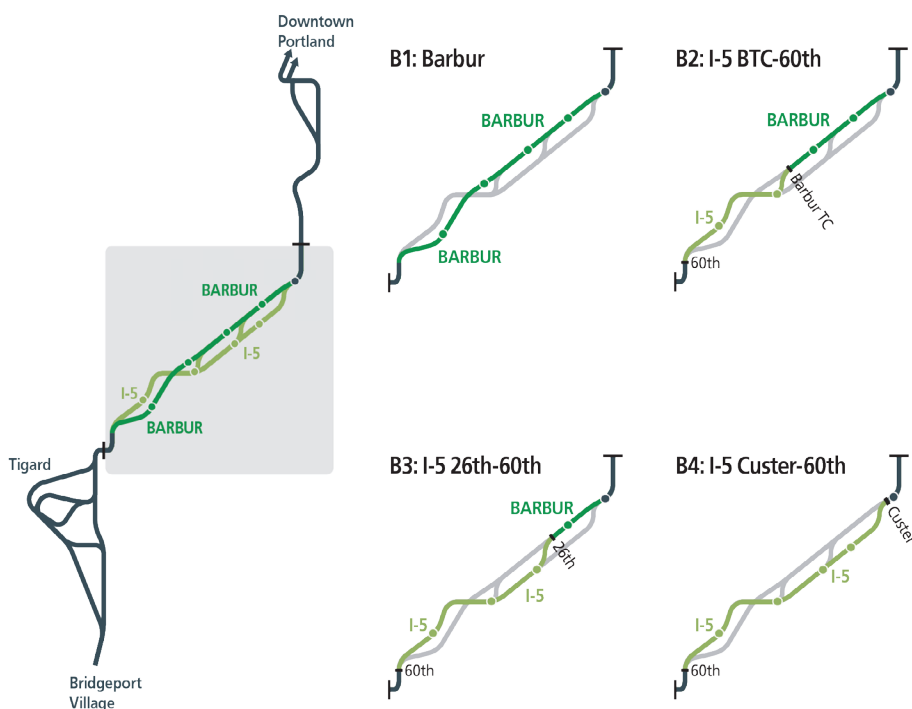 Downtown
Portland
BARBUR
I-5
I-5
BARBUR
Tigard
Bridgeport
Village
B1: Barbur
BARBUR
BARBUR
B2: I-5 BTC-60th
BARBUR
Barbur TC
I-5
60th
B3: I-5 26th-60th
BARBUR
26th
I-5
I-5
60th
B4: I-5 Custer-60th
Custer
I-5
I-5
60th